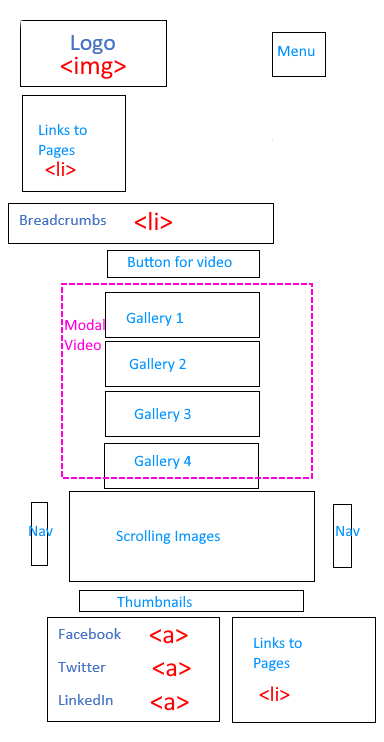 Logo
<img>
Menu
Links to
Pages
<li>
Breadcrumbs <li>
Button for video
Modal
Video
Gallery 1
Gallery 2
Gallery 3
Gallery 4
Nav
Scrolling Images
Nav
Thumbnails
Facebook <a>
Twitter <a>
LinkedIn <a>
Links to
Pages
<li>